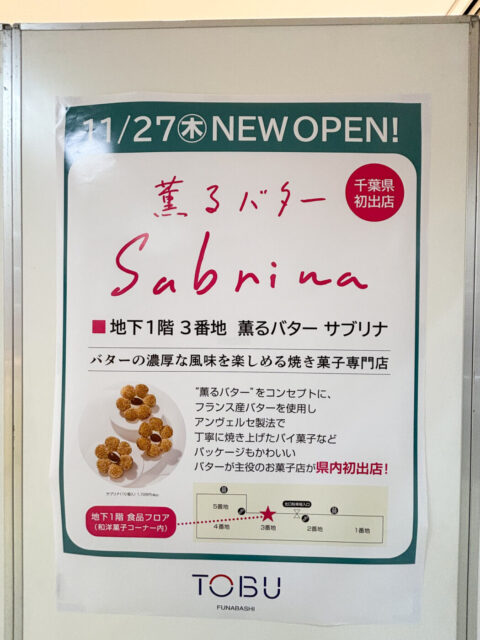 11/27㊍ NEW OPEN!
千葉県
初出店
薫るバター
Sabrina
■地下1階 3番地 薫るバター サブリナ
バターの濃厚な風味を楽しめる焼き菓子専門店
“薫るバター”をコンセプトに、
フランス産バターを使用し
アンヴェルセ製法で
丁寧に焼き上げたパイ菓子など
パッケージもかわいい
バターが主役のお菓子店が県内初出店!
地下1階 食品フロア
(和洋菓子コーナー内)
5番地
4番地
3番地
2番地
1番地
TOBU
FUNABASHI